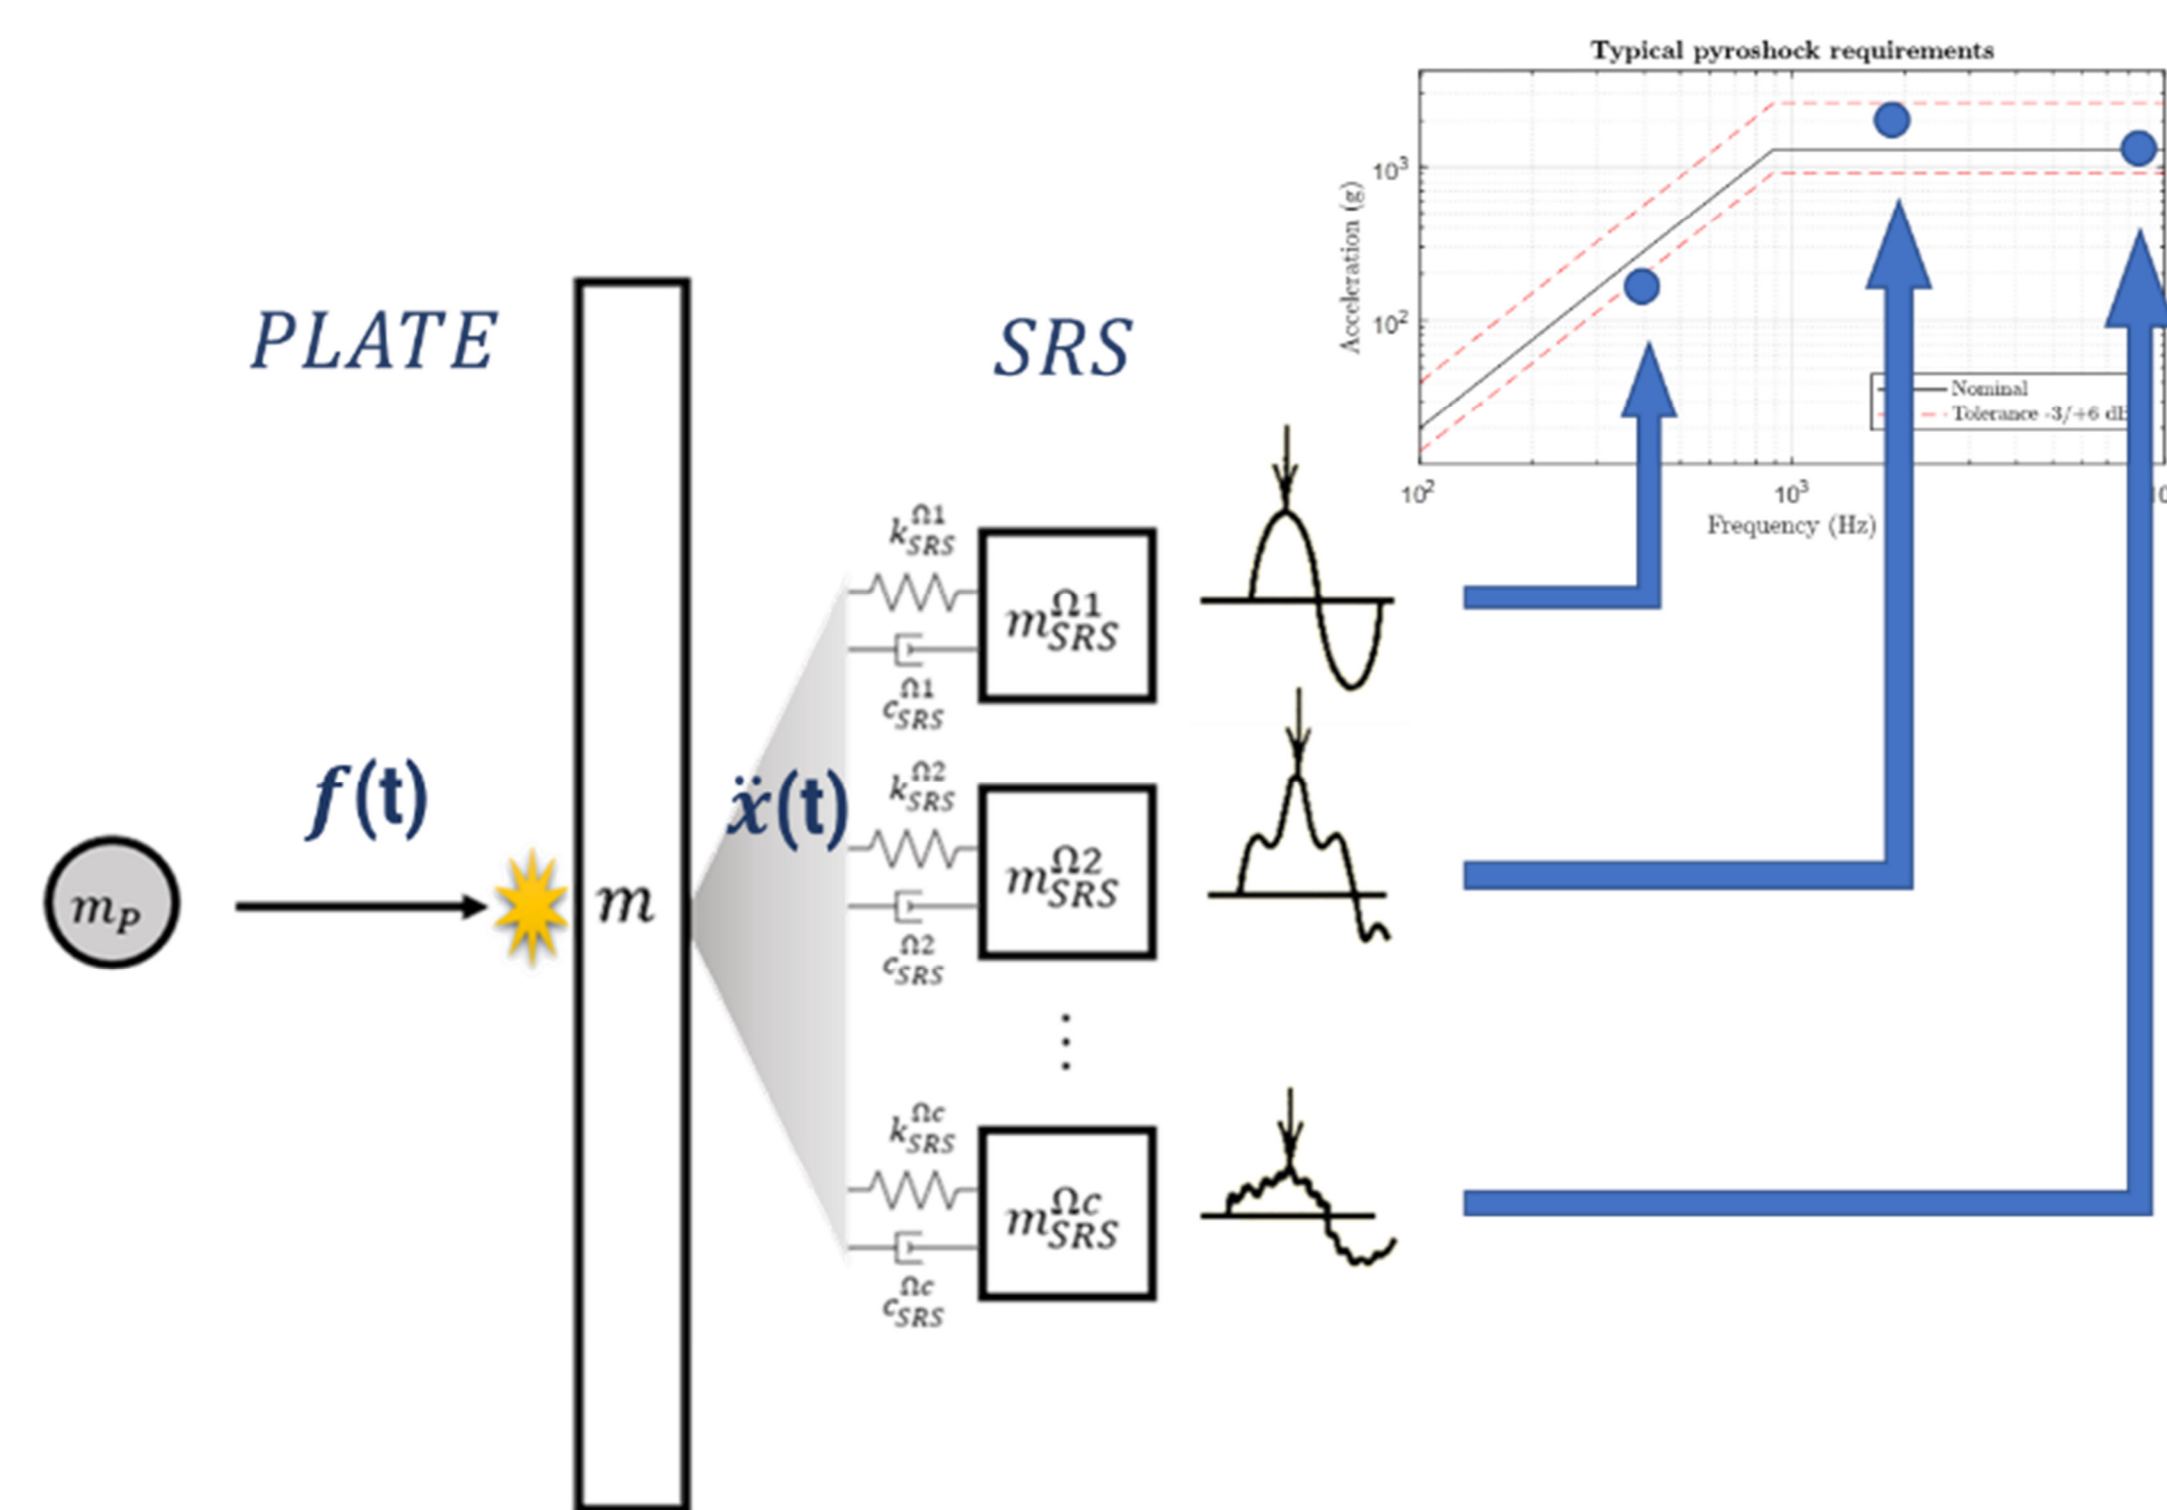 Typical pyroshock requirements
Acceleration (g)
10³
10²
Nominal
Tolerance -3/+6 dB
10² 10³ 10
Frequency (Hz)
PLATE
SRS
f(t)
ẍ(t)
m_P
m
k_SRS^Ω1
m_SRS^Ω1
c_SRS^Ω1
k_SRS^Ω2
m_SRS^Ω2
c_SRS^Ω2
⋮
k_SRS^Ωc
m_SRS^Ωc
c_SRS^Ωc